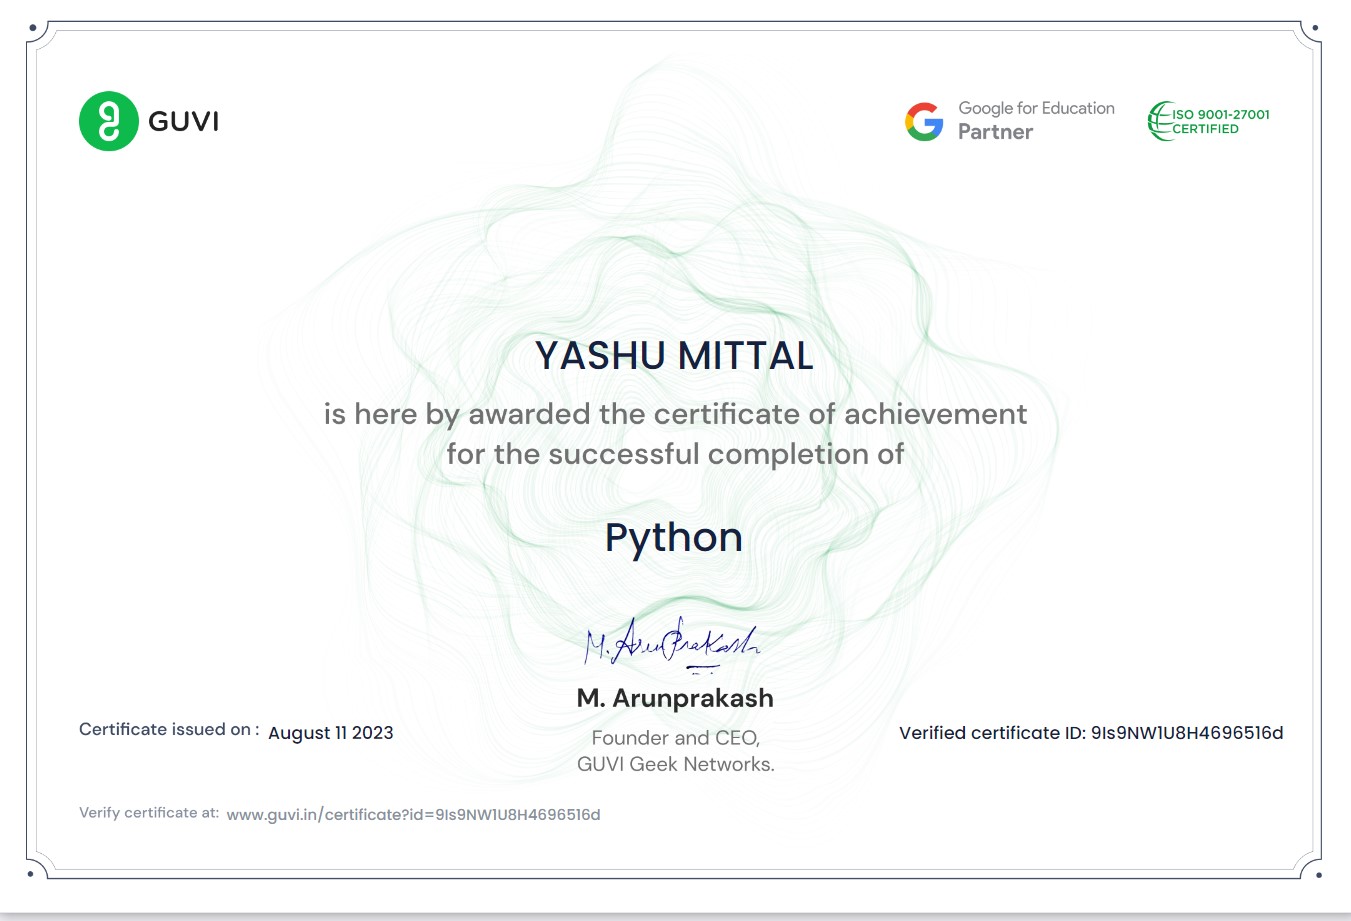 GUVI
Google for Education
Partner
ISO 9001-27001
CERTIFIED
YASHU MITTAL
is here by awarded the certificate of achievement
for the successful completion of
Python
M. Arunprakash
M. Arunprakash
Founder and CEO,
GUVI Geek Networks.
Certificate issued on : August 11 2023
Verified certificate ID: 9Is9NW1U8H4696516d
Verify certificate at: www.guvi.in/certificate?id=9Is9NW1U8H4696516d